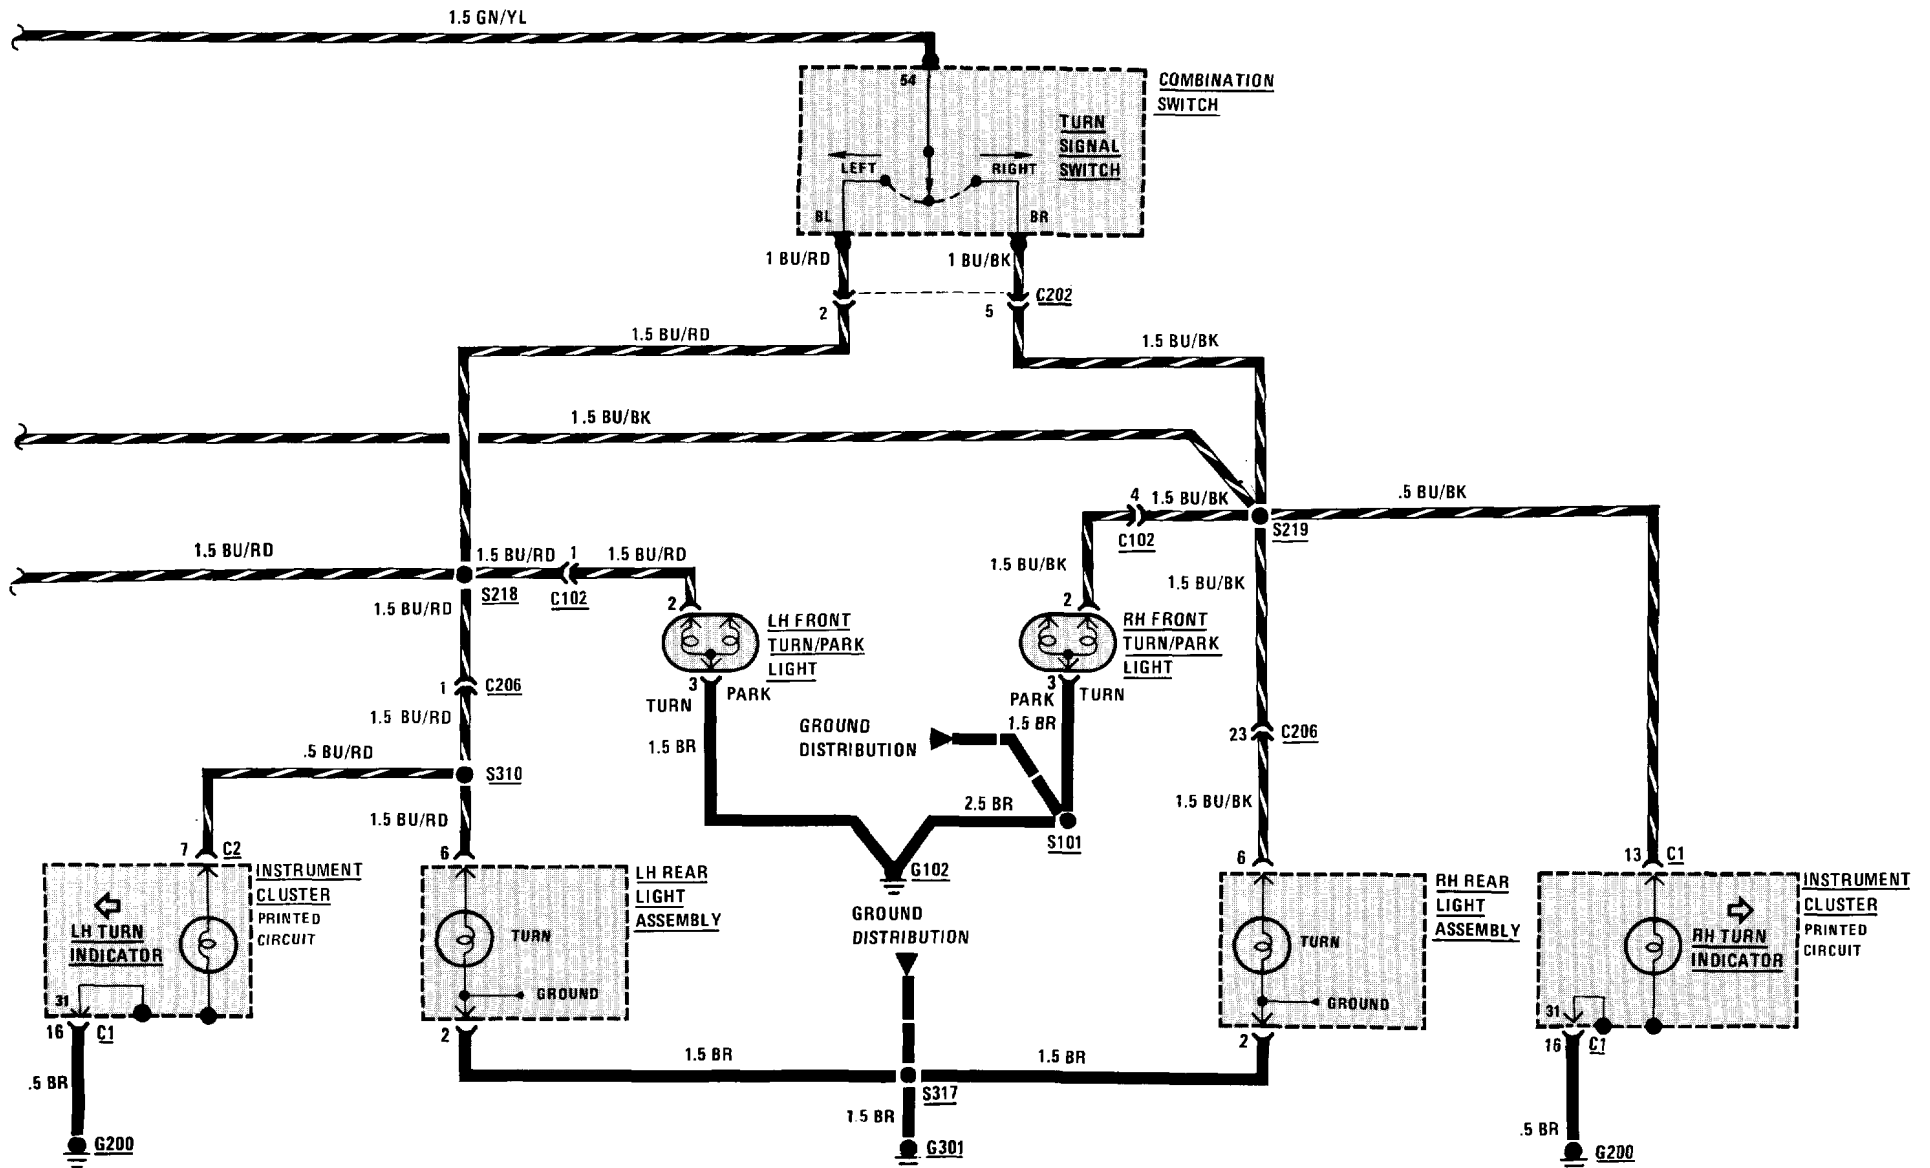 1.5 GN/YL
54
COMBINATION
SWITCH
TURN
SIGNAL
SWITCH
LEFT
RIGHT
BL
BR
1 BU/RD
1 BU/BK
C202
2
5
1.5 BU/RD
1.5 BU/BK
1.5 BU/BK
4
1.5 BU/BK
.5 BU/BK
C102
S219
1.5 BU/RD
1.5 BU/RD
1
1.5 BU/RD
1.5 BU/BK
1.5 BU/BK
S218
C102
1.5 BU/RD
2
2
LH FRONT
TURN/PARK
LIGHT
RH FRONT
TURN/PARK
LIGHT
1
C206
3
PARK
TURN
3
TURN
PARK
1.5 BU/RD
1.5 BR
1.5 BR
GROUND
DISTRIBUTION
23
C206
.5 BU/RD
S310
1.5 BU/RD
2.5 BR
1.5 BU/BK
S101
7
C2
6
G102
6
13
C1
INSTRUMENT
CLUSTER
PRINTED
CIRCUIT
LH TURN
INDICATOR
31
LH REAR
LIGHT
ASSEMBLY
TURN
GROUND
GROUND
DISTRIBUTION
RH REAR
LIGHT
ASSEMBLY
TURN
GROUND
INSTRUMENT
CLUSTER
PRINTED
CIRCUIT
RH TURN
INDICATOR
31
16
C1
2
2
16
C1
1.5 BR
1.5 BR
.5 BR
S317
1.5 BR
.5 BR
G200
G301
G200